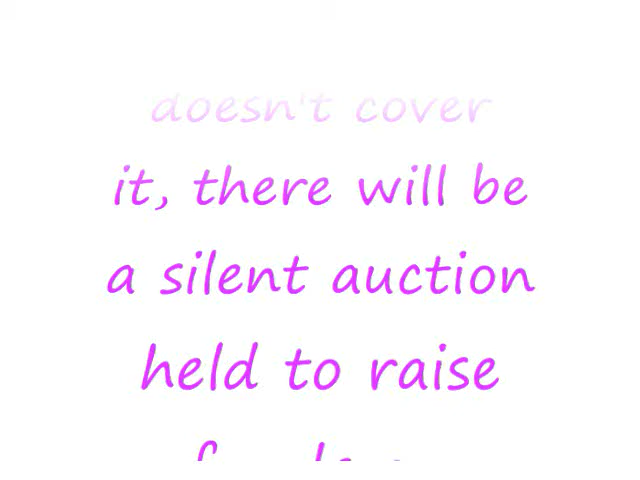 doesn't cover
it, there will be
a silent auction
held to raise